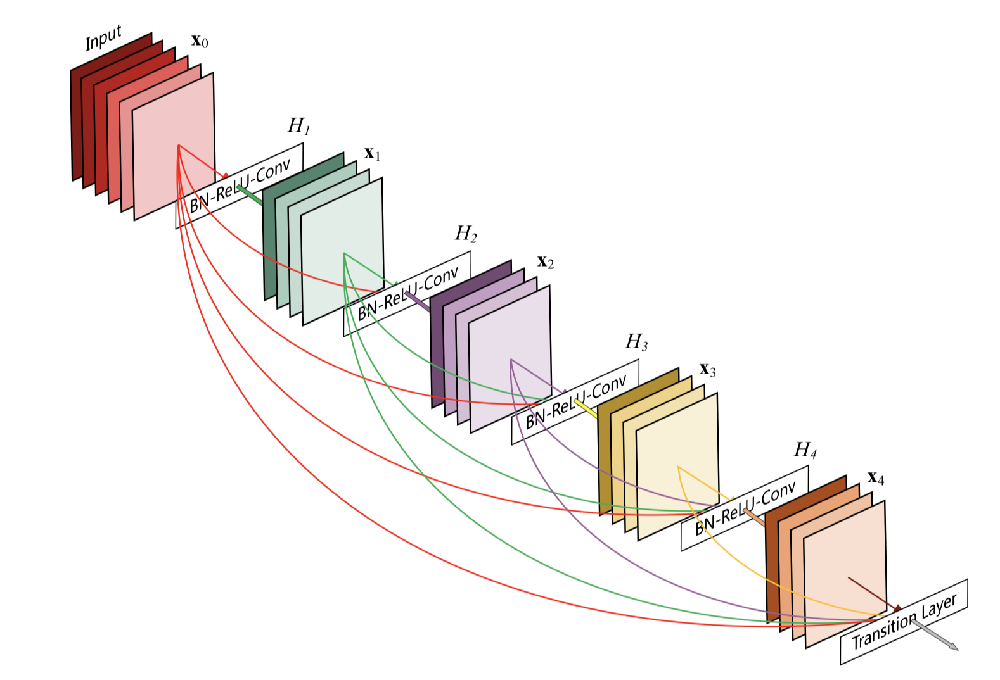 Input
x0
H1
BN-ReLU-Conv
x1
H2
BN-ReLU-Conv
x2
H3
BN-ReLU-Conv
x3
H4
BN-ReLU-Conv
x4
Transition Layer